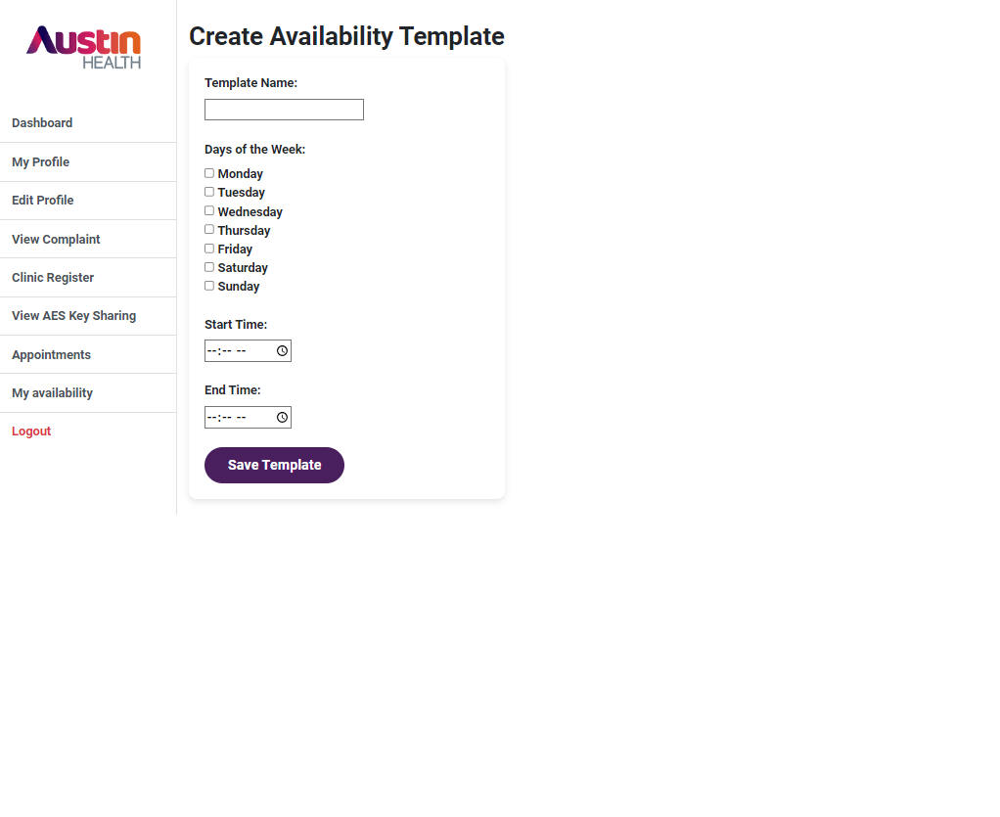 Austin
HEALTH
Dashboard
My Profile
Edit Profile
View Complaint
Clinic Register
View AES Key Sharing
Appointments
My availability
Logout
Create Availability Template
Template Name:
Days of the Week:
Monday
Tuesday
Wednesday
Thursday
Friday
Saturday
Sunday
Start Time:
--:-- --
End Time:
--:-- --
Save Template